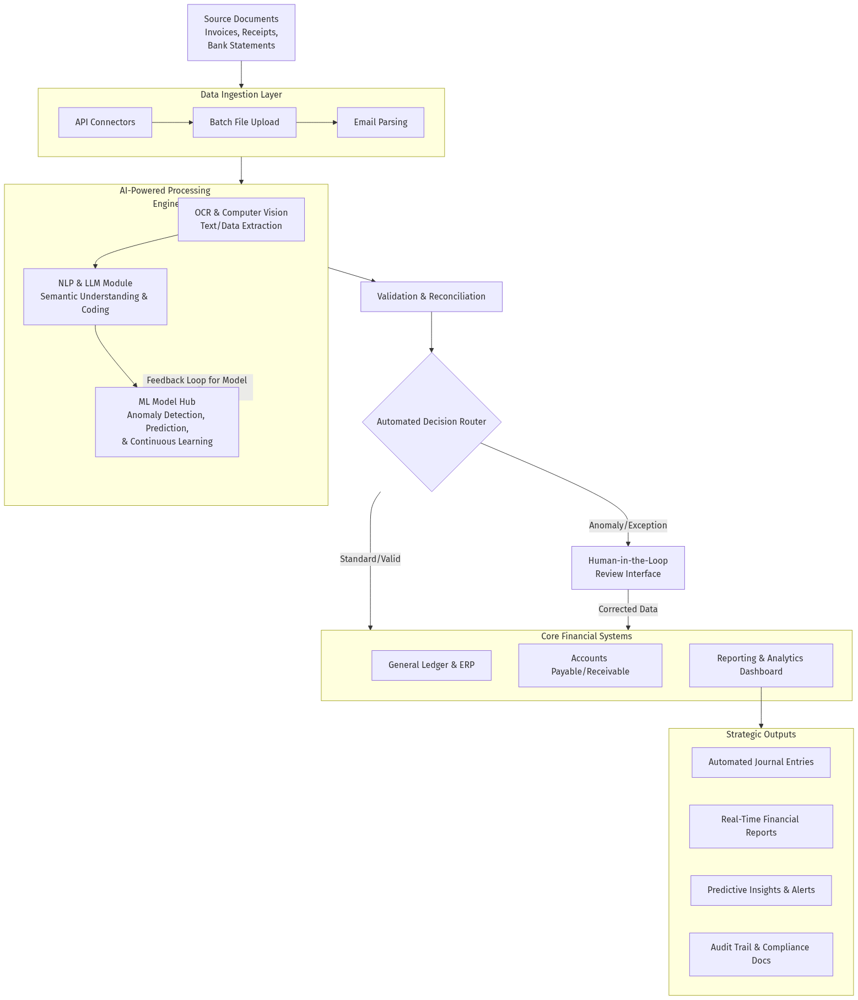 Source Documents
Invoices, Receipts,
Bank Statements
Data Ingestion Layer
API Connectors
Batch File Upload
Email Parsing
AI-Powered Processing
Engine
OCR & Computer Vision
Text/Data Extraction
NLP & LLM Module
Semantic Understanding &
Coding
Validation & Reconciliation
Feedback Loop for Model
ML Model Hub
Anomaly Detection,
Prediction,
& Continuous Learning
Automated Decision Router
Anomaly/Exception
Standard/Valid
Human-in-the-Loop
Review Interface
Corrected Data
Core Financial Systems
General Ledger & ERP
Accounts
Payable/Receivable
Reporting & Analytics
Dashboard
Strategic Outputs
Automated Journal Entries
Real-Time Financial
Reports
Predictive Insights & Alerts
Audit Trail & Compliance
Docs